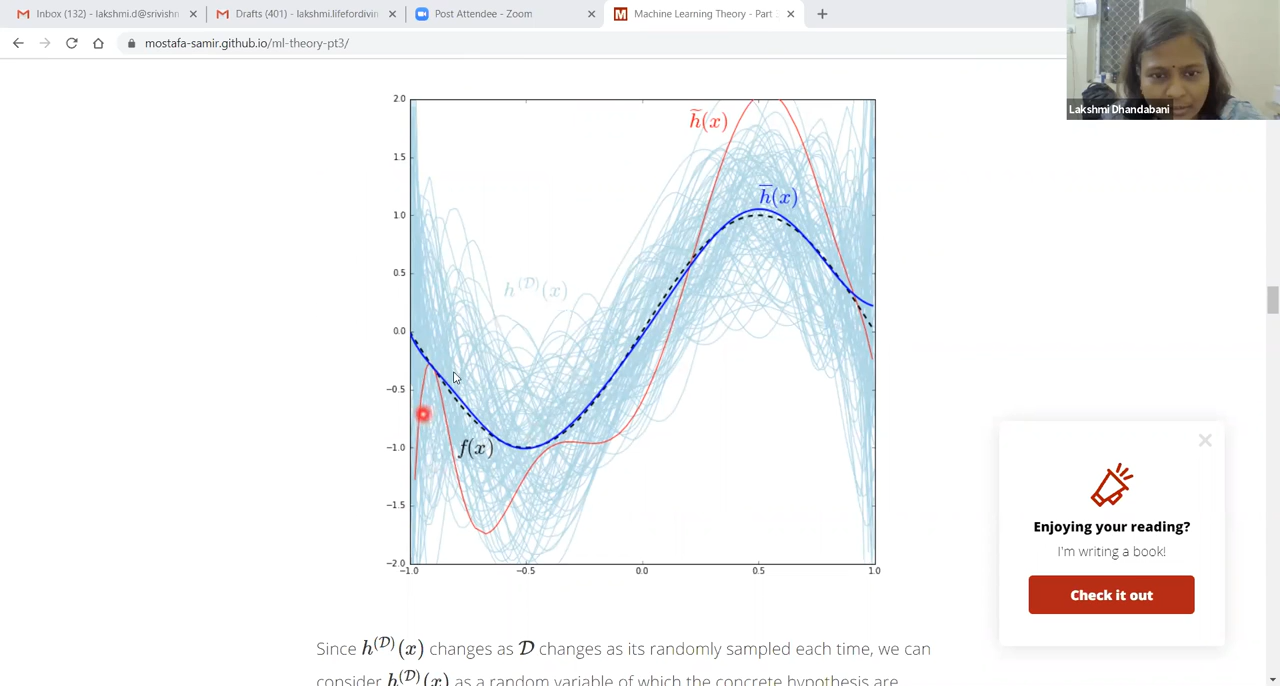 Inbox (132) - lakshmi.d@srivishn
Drafts (401) - lakshmi.lifefordivin
Post Attendee - Zoom
Machine Learning Theory - Part
mostafa-samir.github.io/ml-theory-pt3/
Lakshmi Dhandabani
2.0
1.5
1.0
0.5
0.0
−0.5
−1.0
−1.5
−2.0
−1.0
−0.5
0.0
0.5
1.0
h̃(x)
h̅(x)
h⁽ᴰ⁾(x)
f(x)
Enjoying your reading?
I'm writing a book!
Check it out
Since h⁽𝒟⁾(x) changes as 𝒟 changes as its randomly sampled each time, we can
consider h⁽𝒟⁾(x) as a random variable of which the concrete hypothesis are